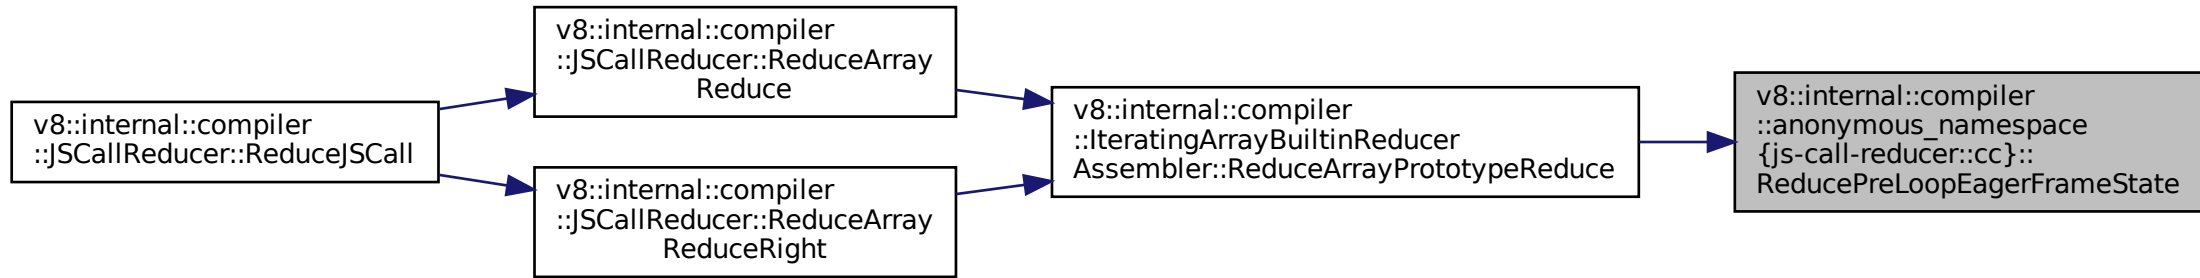 v8::internal::compiler
::JSCallReducer::ReduceJSCall
v8::internal::compiler
::JSCallReducer::ReduceArray
Reduce
v8::internal::compiler
::JSCallReducer::ReduceArray
ReduceRight
v8::internal::compiler
::IteratingArrayBuiltinReducer
Assembler::ReduceArrayPrototypeReduce
v8::internal::compiler
::anonymous_namespace
{js-call-reducer::cc}::
ReducePreLoopEagerFrameState